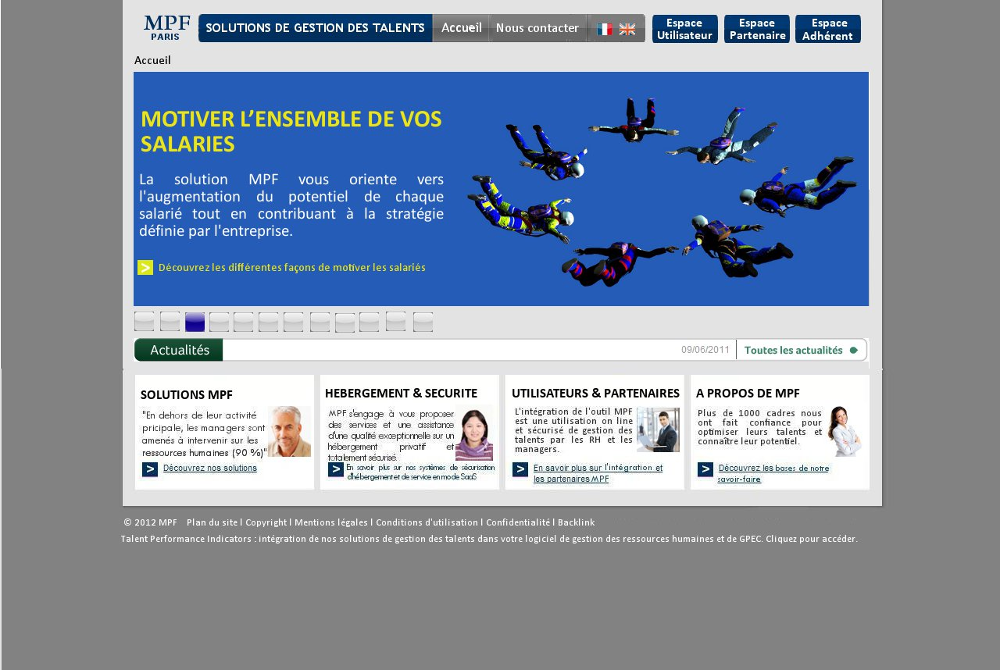 MPF
PARIS
SOLUTIONS DE GESTION DES TALENTS
Accueil
Nous contacter
Espace
Utilisateur
Espace
Partenaire
Espace
Adhérent
Accueil
MOTIVER L’ENSEMBLE DE VOS
SALARIES
La solution MPF vous oriente vers
l'augmentation du potentiel de chaque
salarié tout en contribuant à la stratégie
définie par l'entreprise.
> Découvrez les différentes façons de motiver les salariés
Actualités
09/06/2011
Toutes les actualités
SOLUTIONS MPF
"En dehors de leur activité
pricipale, les managers sont
amenés à intervenir sur les
ressources humaines (90 %)"
> Découvrez nos solutions
HEBERGEMENT & SECURITE
MPF s'engage à vous proposer
des services et une assistance
d'une qualité exceptionnelle sur un
hébergement privatif et
totalement sécurisé.
> En savoir plus sur nos systèmes de sécurisation
d'hébergement et de service en mode SaaS
UTILISATEURS & PARTENAIRES
L'intégration de l'outil MPF
est une utilisation on line
et sécurisé de gestion des
talents par les RH et les
managers.
> En savoir plus sur l'intégration et
les partenaires MPF
A PROPOS DE MPF
Plus de 1000 cadres nous
ont fait confiance pour
optimiser leurs talents et
connaître leur potentiel.
> Découvrez les bases de notre
savoir-faire
© 2012 MPF Plan du site l Copyright l Mentions légales l Conditions d'utilisation l Confidentialité l Backlink
Talent Performance Indicators : intégration de nos solutions de gestion des talents dans votre logiciel de gestion des ressources humaines et de GPEC. Cliquez pour accéder.